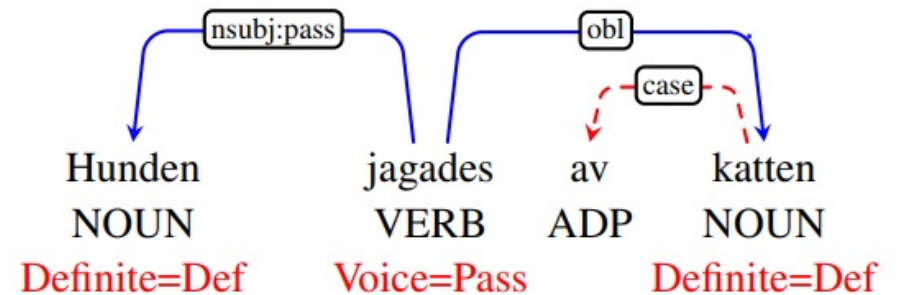 nsubj:pass obl
case
Hunden jagades av katten
NOUN VERB ADP NOUN
Definite=Def Voice=Pass Definite=Def